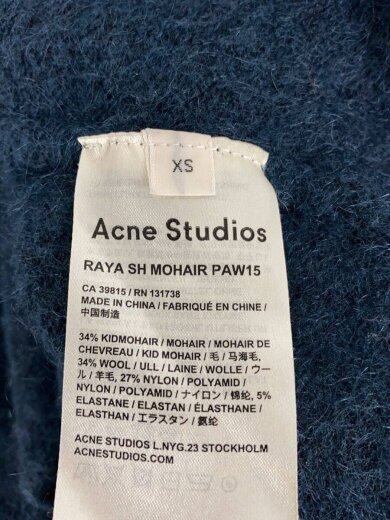 XS
Acne Studios
RAYA SH MOHAIR PAW15
CA 39815 / RN 131738
MADE IN CHINA / FABRIQUÉ EN CHINE /
中国制造
34% KIDMOHAIR / MOHAIR / MOHAIR DE
CHEVREAU / KID MOHAIR / 毛 / 马海毛,
34% WOOL / ULL / LAINE / WOLLE / ウー
ル / 羊毛, 27% NYLON / POLYAMID /
NYLON / POLYAMID / ナイロン / 锦纶, 5%
ELASTANE / ELASTAN / ÉLASTHANE /
ELASTHAN / エラスタン / 氨纶
ACNE STUDIOS L.NYG.23 STOCKHOLM
ACNESTUDIOS.COM